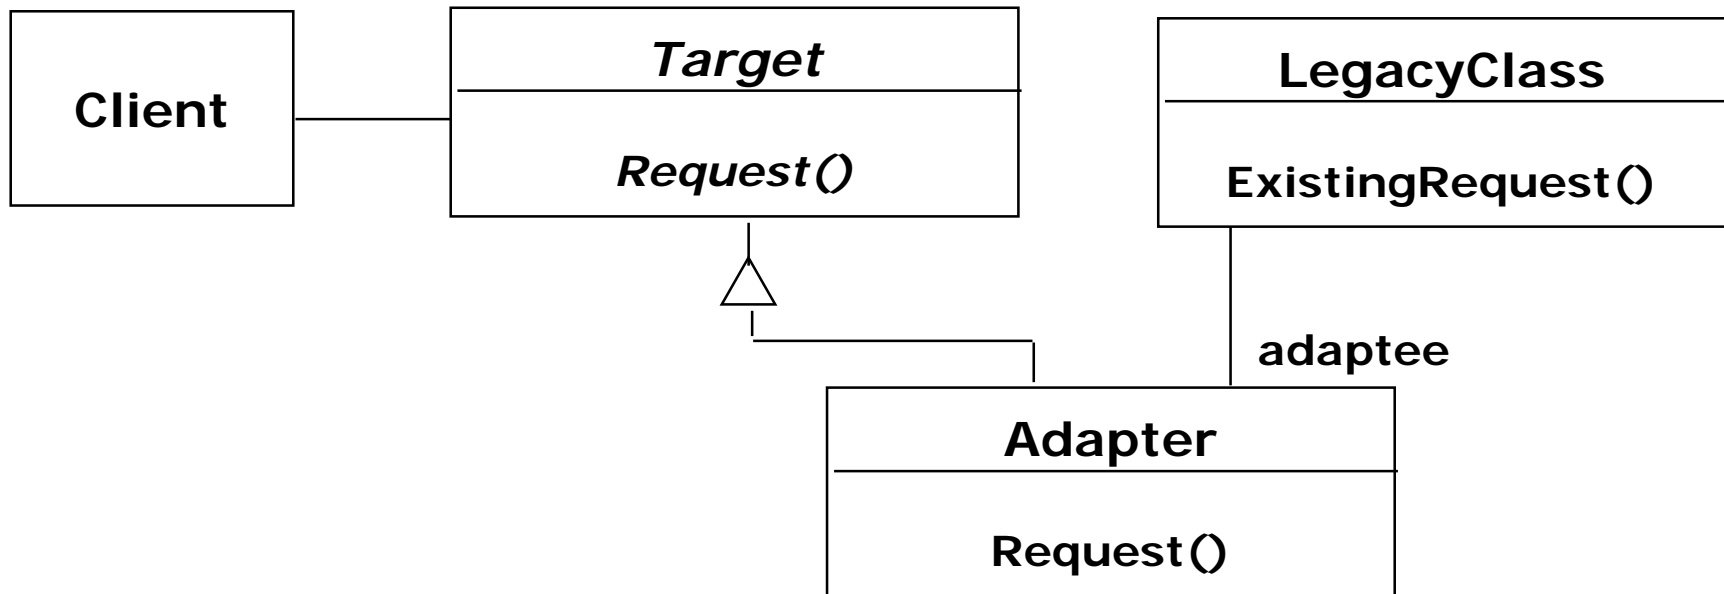 Client
Target
Request()
LegacyClass
ExistingRequest()
adaptee
Adapter
Request()